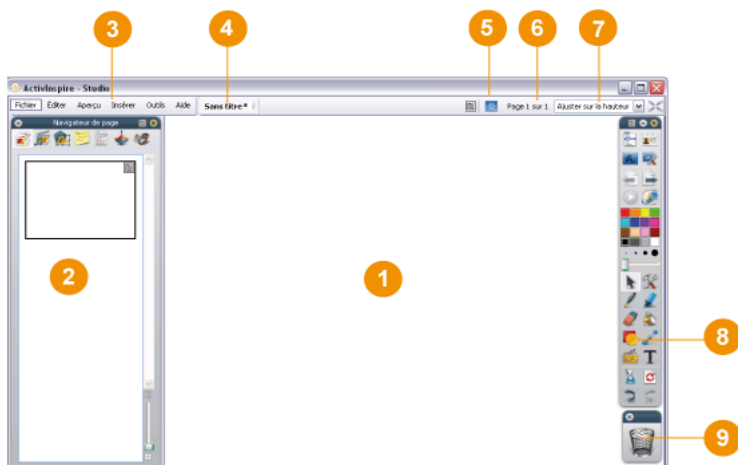 3
4
5
6
7
ActivInspire - Studio
Fichier Éditer Aperçu Insérer Outils Aide Sans titre* Page 1 sur 1 Ajuster sur la hauteur
Navigateur de page
2
1
T
8
9